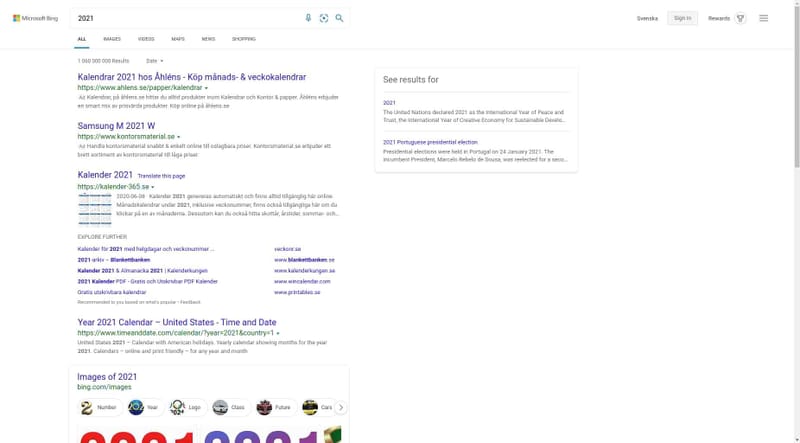 Microsoft Bing
2021
Svenska
Sign in
Rewards
ALL
IMAGES
VIDEOS
MAPS
NEWS
SHOPPING
1 060 000 000 Results
Date
Kalendrar 2021 hos Åhléns - Köp månads- & veckokalendrar
https://www.ahlens.se/papper/kalendrar
Ad Kalendrar, på åhlens.se hittar du alltid produkter inom Kalendrar och Kontor & papper. Åhléns erbjuder
en smart mix av prisvärda produkter. Köp online på åhlens.se
Samsung M 2021 W
https://www.kontorsmaterial.se
Ad Handla kontorsmaterial snabbt & enkelt online till oslagbara priser. Kontorsmaterial.se erbjuder ett
brett sortiment av kontorsmaterial till låga priser
Kalender 2021 Translate this page
https://kalender-365.se
2020-06-08 · Kalender 2021 genereras automatiskt och finns alltid tillgänglig här online
Månadskalendrar under 2021, inklusive veckonummer, finns också tillgängliga här om du
klickar på en av månaderna. Dessutom kan du också hitta skottår, årstider, sommar- och...
EXPLORE FURTHER
Kalender för 2021 med helgdagar och veckonummer ... veckonr.se
2021 arkiv – Blankettbanken www.blankettbanken.se
Kalender 2021 & Almanacka 2021 | Kalenderkungen www.kalenderkungen.se
2021 Kalender PDF - Gratis och Utskrivbar PDF Kalender www.wincalendar.com
Gratis utskrivbara kalendrar www.printables.se
Recommended to you based on what's popular • Feedback
Year 2021 Calendar – United States - Time and Date
https://www.timeanddate.com/calendar/?year=2021&country=1
United States 2021 – Calendar with American holidays. Yearly calendar showing months for the year
2021. Calendars – online and print friendly – for any year and month
Images of 2021
bing.com/images
Number
Year
Logo
Class
Future
Cars
2021
2021
See results for
2021
The United Nations declared 2021 as the International Year of Peace and
Trust, the International Year of Creative Economy for Sustainable Develo...
2021 Portuguese presidential election
Presidential elections were held in Portugal on 24 January 2021. The
incumbent President, Marcelo Rebelo de Sousa, was reelected for a seco...